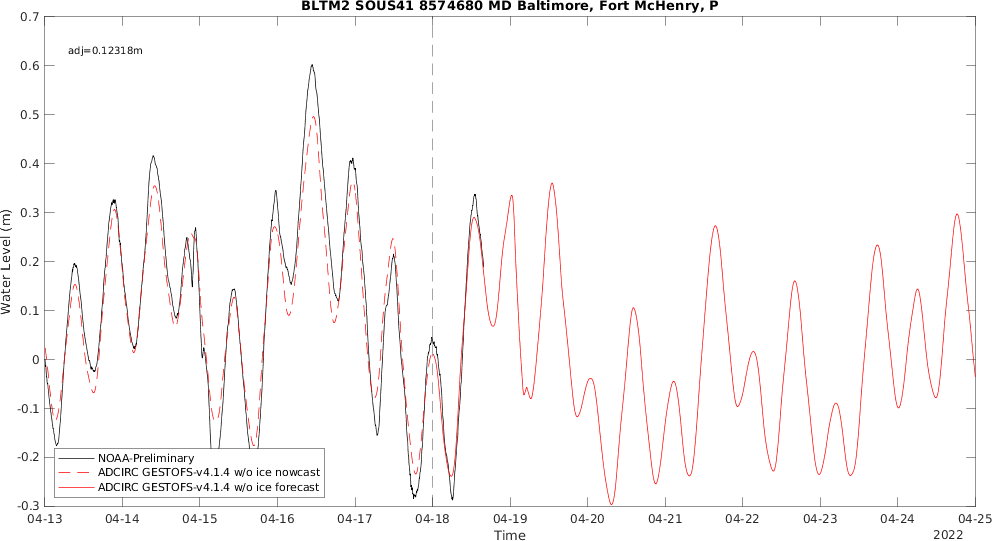 BLTM2 SOUS41 8574680 MD Baltimore, Fort McHenry, P
adj=0.12318m
Water Level (m)
0.7
0.6
0.5
0.4
0.3
0.2
0.1
0
-0.1
-0.2
-0.3
NOAA-Preliminary
ADCIRC GESTOFS-v4.1.4 w/o ice nowcast
ADCIRC GESTOFS-v4.1.4 w/o ice forecast
04-13 04-14 04-15 04-16 04-17 04-18 04-19 04-20 04-21 04-22 04-23 04-24 04-25
Time
2022